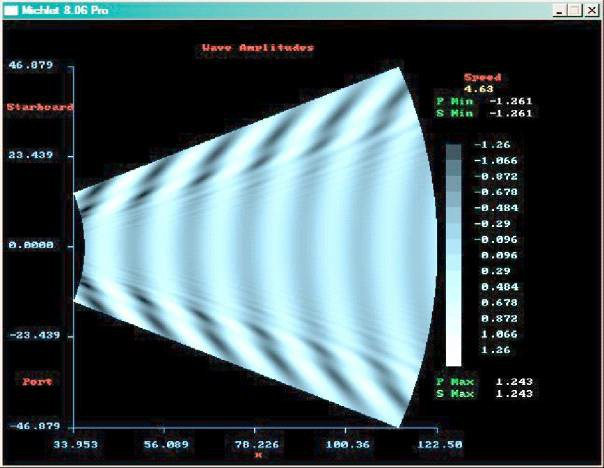 Michlet 8.06 Pro
Wave Amplitudes
46.879
Starboard
23.439
0.0000
-23.439
Port
-46.879
33.953 56.089 78.226 100.36 122.50
x
Speed
4.63
P Min -1.261
S Min -1.261
-1.26
-1.066
-0.872
-0.678
-0.484
-0.29
-0.096
0.096
0.29
0.484
0.678
0.872
1.066
1.26
P Max 1.243
S Max 1.243